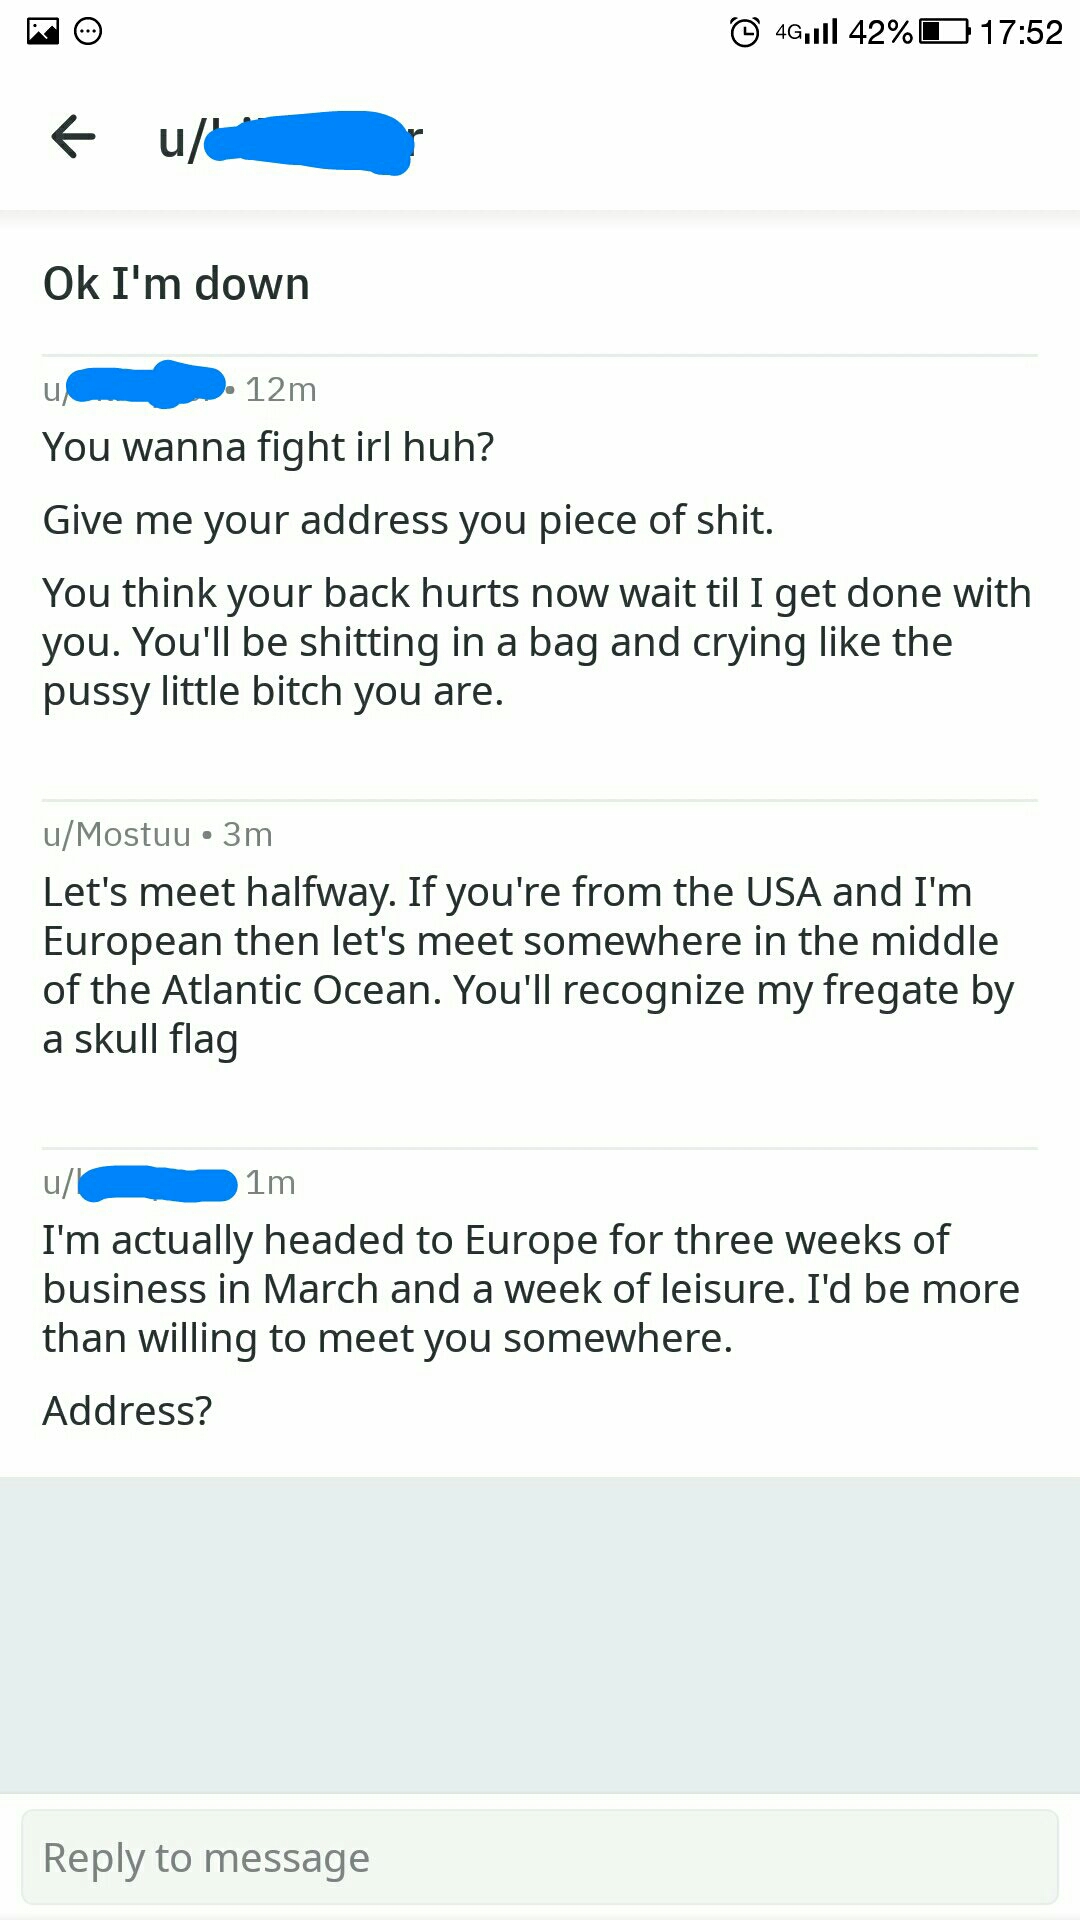 4G 42% 17:52
u/ r
Ok I'm down
u/ • 12m
You wanna fight irl huh?
Give me your address you piece of shit.
You think your back hurts now wait til I get done with
you. You'll be shitting in a bag and crying like the
pussy little bitch you are.
u/Mostuu • 3m
Let's meet halfway. If you're from the USA and I'm
European then let's meet somewhere in the middle
of the Atlantic Ocean. You'll recognize my fregate by
a skull flag
u/ 1m
I'm actually headed to Europe for three weeks of
business in March and a week of leisure. I'd be more
than willing to meet you somewhere.
Address?
Reply to message